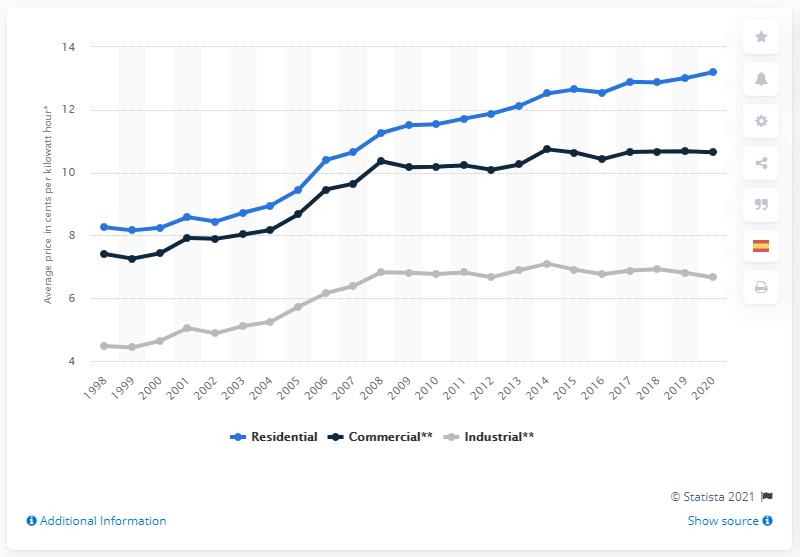 14
12
10
8
6
4
Average price in cents per kilowatt hour*
1998 1999 2000 2001 2002 2003 2004 2005 2006 2007 2008 2009 2010 2011 2012 2013 2014 2015 2016 2017 2018 2019 2020
Residential Commercial** Industrial**
© Statista 2021
Additional Information Show source